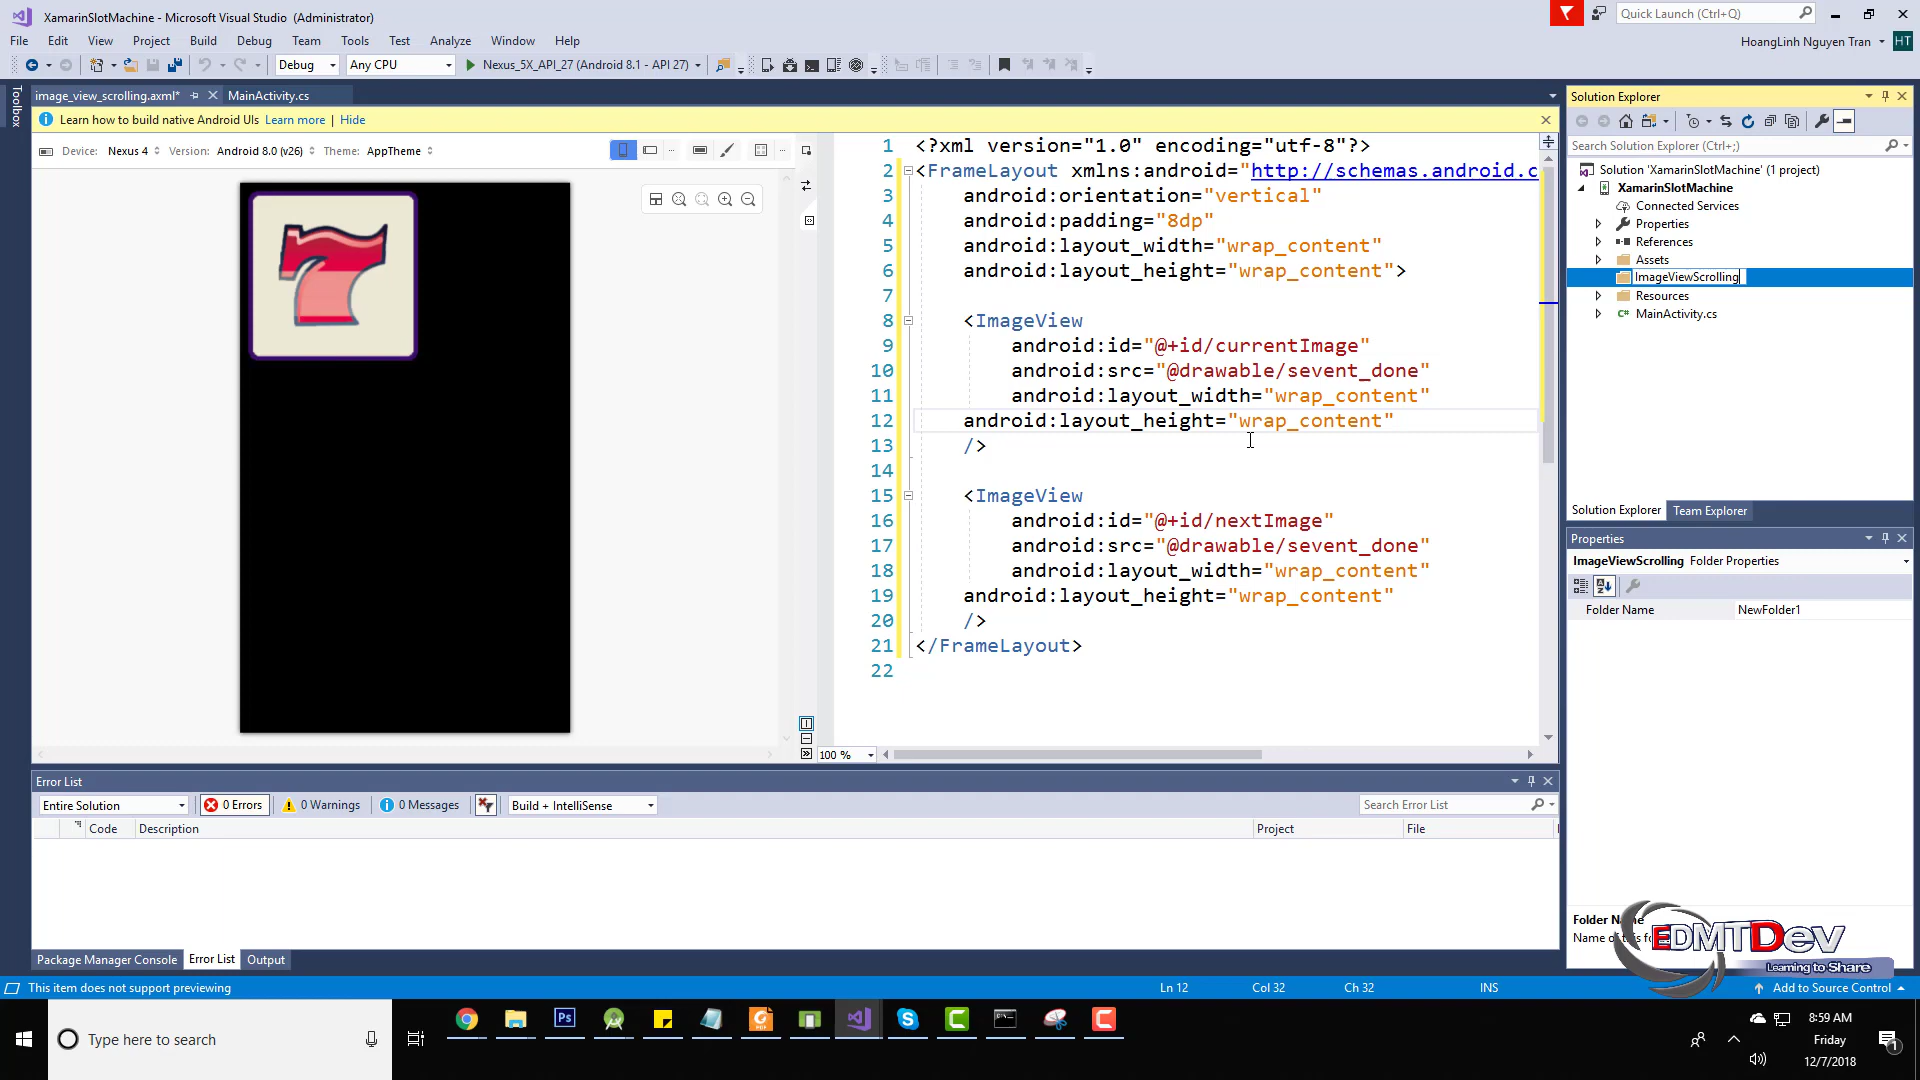 XamarinSlotMachine - Microsoft Visual Studio (Administrator)
Quick Launch (Ctrl+Q)
File Edit View Project Build Debug Team Tools Test Analyze Window Help
HoangLinh Nguyen Tran HT
Debug Any CPU Nexus_5X_API_27 (Android 8.1 - API 27)
Toolbox
image_view_scrolling.axml* MainActivity.cs
Learn how to build native Android UIs Learn more | Hide
Device: Nexus 4 Version: Android 8.0 (v26) Theme: AppTheme
1 <?xml version="1.0" encoding="utf-8"?>
2 <FrameLayout xmlns:android="http://schemas.android.c
3 android:orientation="vertical"
4 android:padding="8dp"
5 android:layout_width="wrap_content"
6 android:layout_height="wrap_content">
7
8 <ImageView
9 android:id="@+id/currentImage"
10 android:src="@drawable/sevent_done"
11 android:layout_width="wrap_content"
12 android:layout_height="wrap_content"
13 />
14
15 <ImageView
16 android:id="@+id/nextImage"
17 android:src="@drawable/sevent_done"
18 android:layout_width="wrap_content"
19 android:layout_height="wrap_content"
20 />
21 </FrameLayout>
22
100 %
Solution Explorer
Search Solution Explorer (Ctrl+;)
Solution 'XamarinSlotMachine' (1 project)
XamarinSlotMachine
Connected Services
Properties
References
Assets
ImageViewScrolling
Resources
C# MainActivity.cs
Solution Explorer Team Explorer
Properties
ImageViewScrolling Folder Properties
Folder Name NewFolder1
Folder Name
Name of this fo
EDMTDev
Learning to Share
Error List
Entire Solution 0 Errors 0 Warnings 0 Messages Build + IntelliSense Search Error List
Code Description Project File
Package Manager Console Error List Output
This item does not support previewing Ln 12 Col 32 Ch 32 INS Add to Source Control
Type here to search
Ps
8:59 AM
Friday
12/7/2018
1